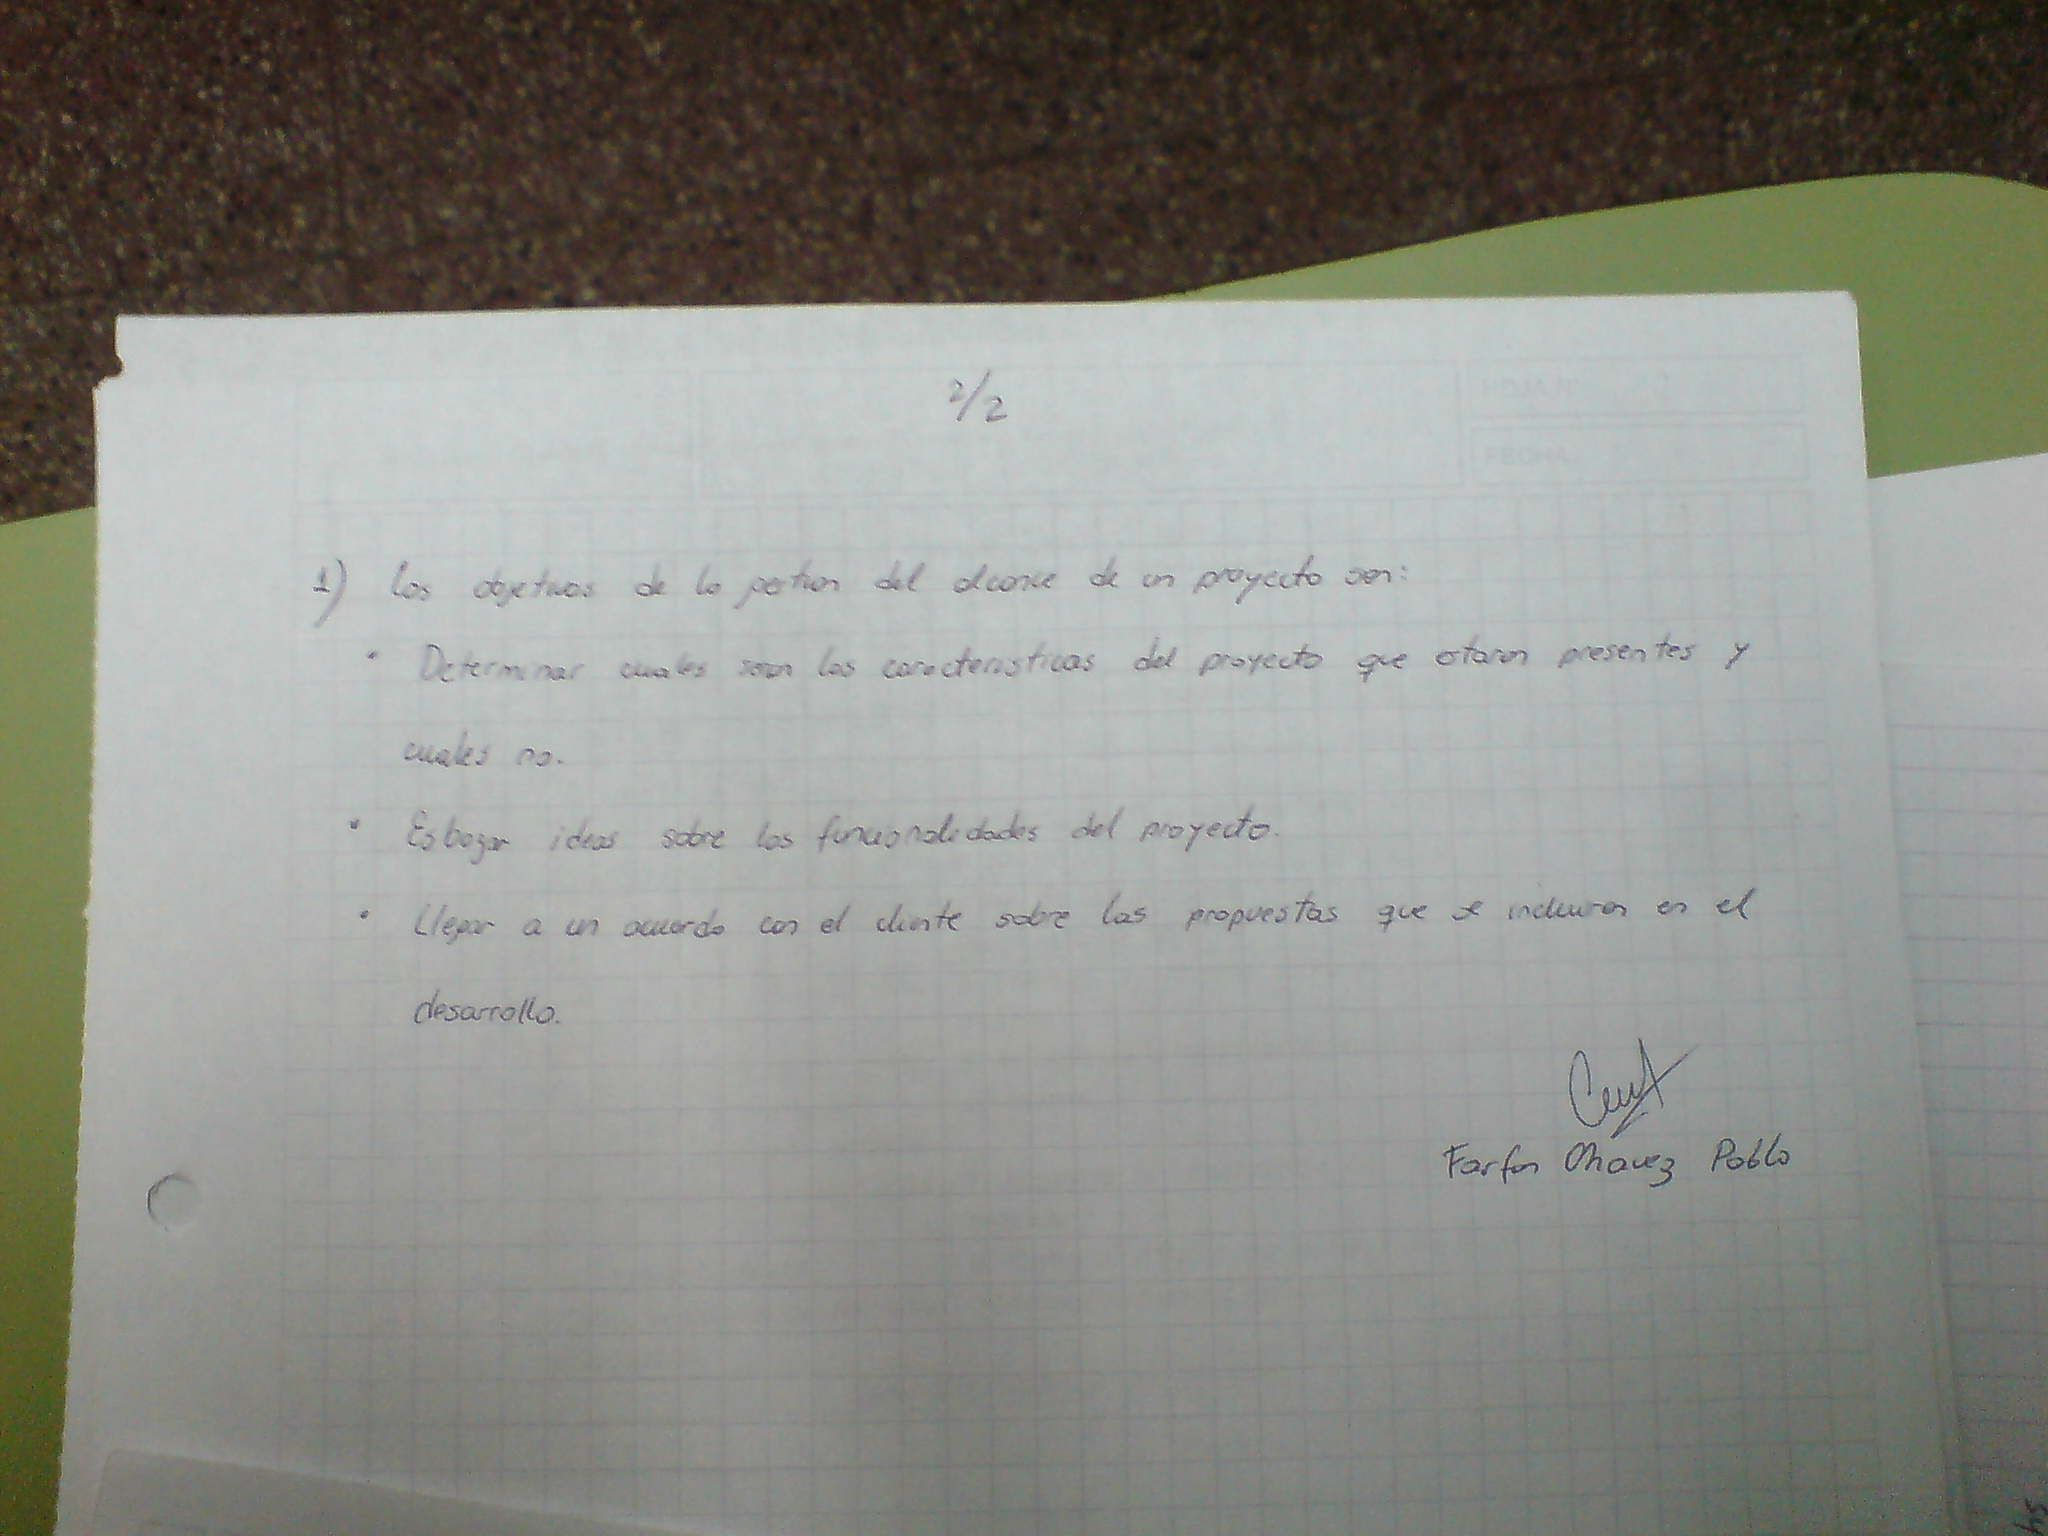 2/2
1) Los objetivos de la gestion del alcance de un proyecto son:
• Determinar cuales seran las caracteristicas del proyecto que estaran presentes y
cuales no.
• Esbozar ideas sobre las funcionalidades del proyecto.
• Llegar a un acuerdo con el cliente sobre las propuestas que se incluiran en el
desarrollo.
Farfan Chavez Pablo